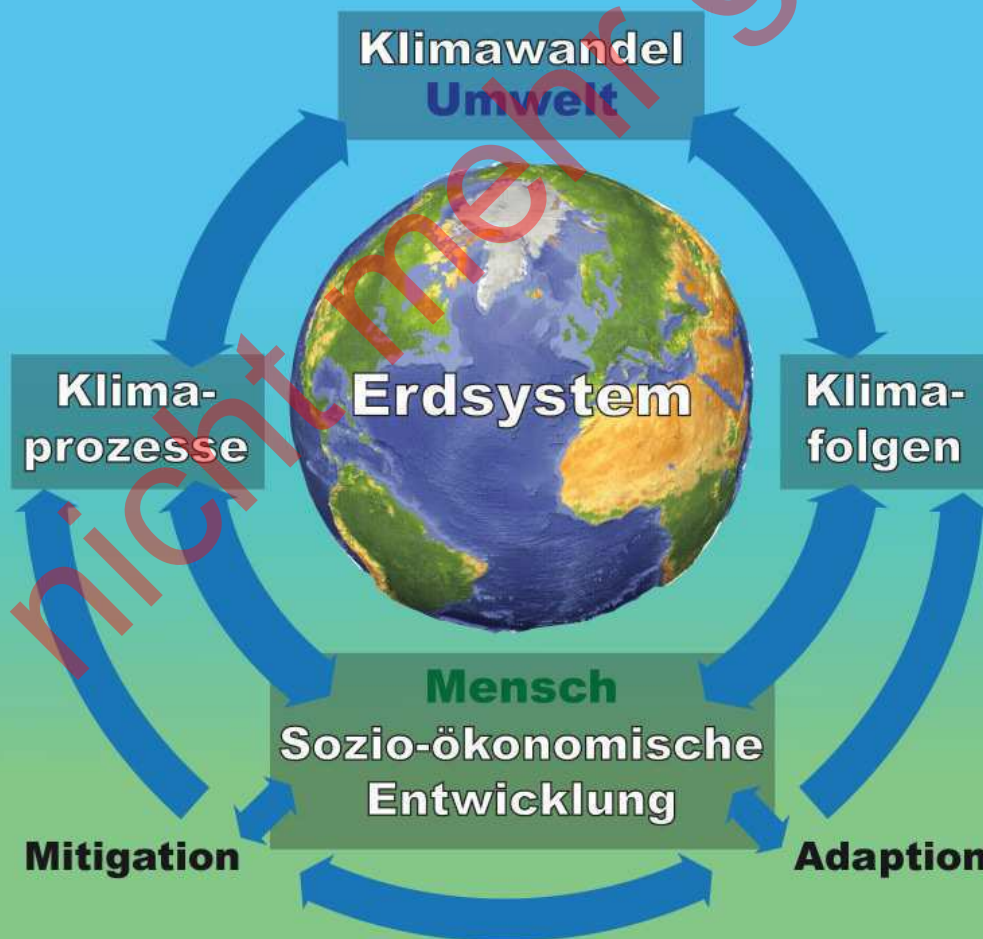 Klimawandel
Umwelt
Erdsystem
Klima-
prozesse
Klima-
folgen
Mensch
Sozio-ökonomische
Entwicklung
Mitigation
Adaption
nicht mehr g